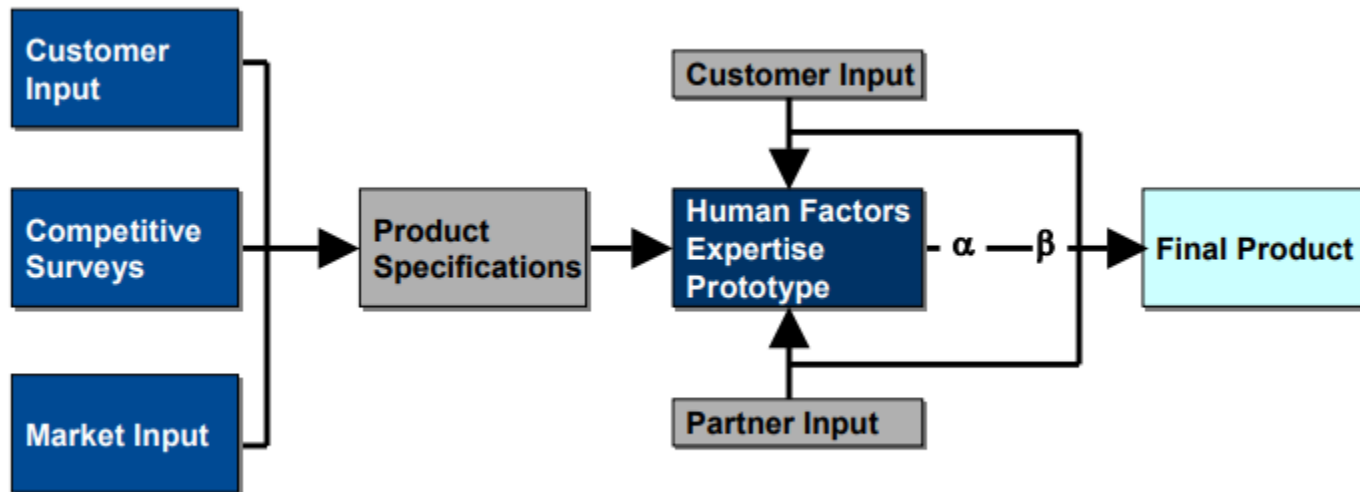 Customer
Input
Competitive
Surveys
Market Input
Product
Specifications
Customer Input
Human Factors
Expertise
Prototype
Partner Input
α
β
Final Product